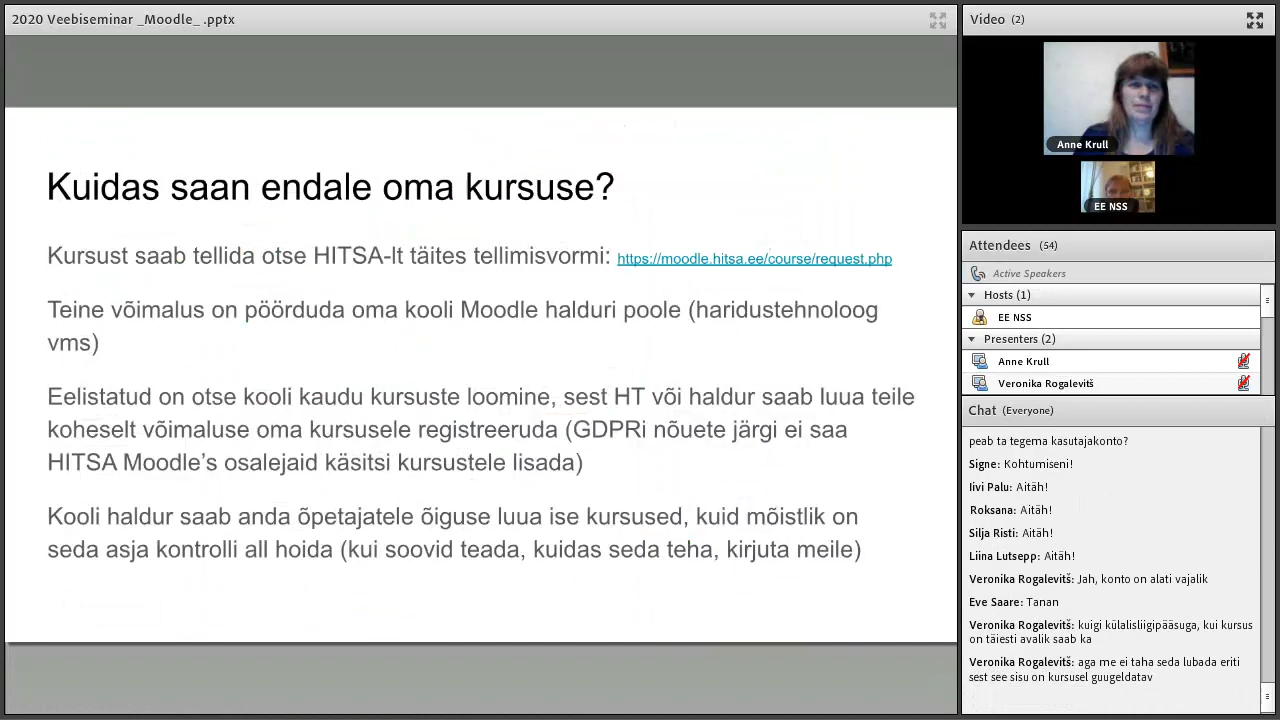 2020 Veebiseminar _Moodle_ .pptx
Kuidas saan endale oma kursuse?
Kursust saab tellida otse HITSA-lt täites tellimisvormi: https://moodle.hitsa.ee/course/request.php
Teine võimalus on pöörduda oma kooli Moodle halduri poole (haridustehnoloog
vms)
Eelistatud on otse kooli kaudu kursuste loomine, sest HT või haldur saab luua teile
koheselt võimaluse oma kursusele registreeruda (GDPRi nõuete järgi ei saa
HITSA Moodle’s osalejaid käsitsi kursustele lisada)
Kooli haldur saab anda õpetajatele õiguse luua ise kursused, kuid mõistlik on
seda asja kontrolli all hoida (kui soovid teada, kuidas seda teha, kirjuta meile)
Video (2)
Anne Krull
EE NSS
Attendees (54)
Active Speakers
Hosts (1)
EE NSS
Presenters (2)
Anne Krull
Veronika Rogalevitš
Chat (Everyone)
peab ta tegema kasutajakonto?
Signe: Kohtumiseni!
Iivi Palu: Aitäh!
Roksana: Aitäh!
Silja Risti: Aitäh!
Liina Lutsepp: Aitäh!
Veronika Rogalevitš: Jah, konto on alati vajalik
Eve Saare: Tanan
Veronika Rogalevitš: kuigi külalisliigipääsuga, kui kursus
on täiesti avalik saab ka
Veronika Rogalevitš: aga me ei taha seda lubada eriti
sest see sisu on kursusel guugeldatav